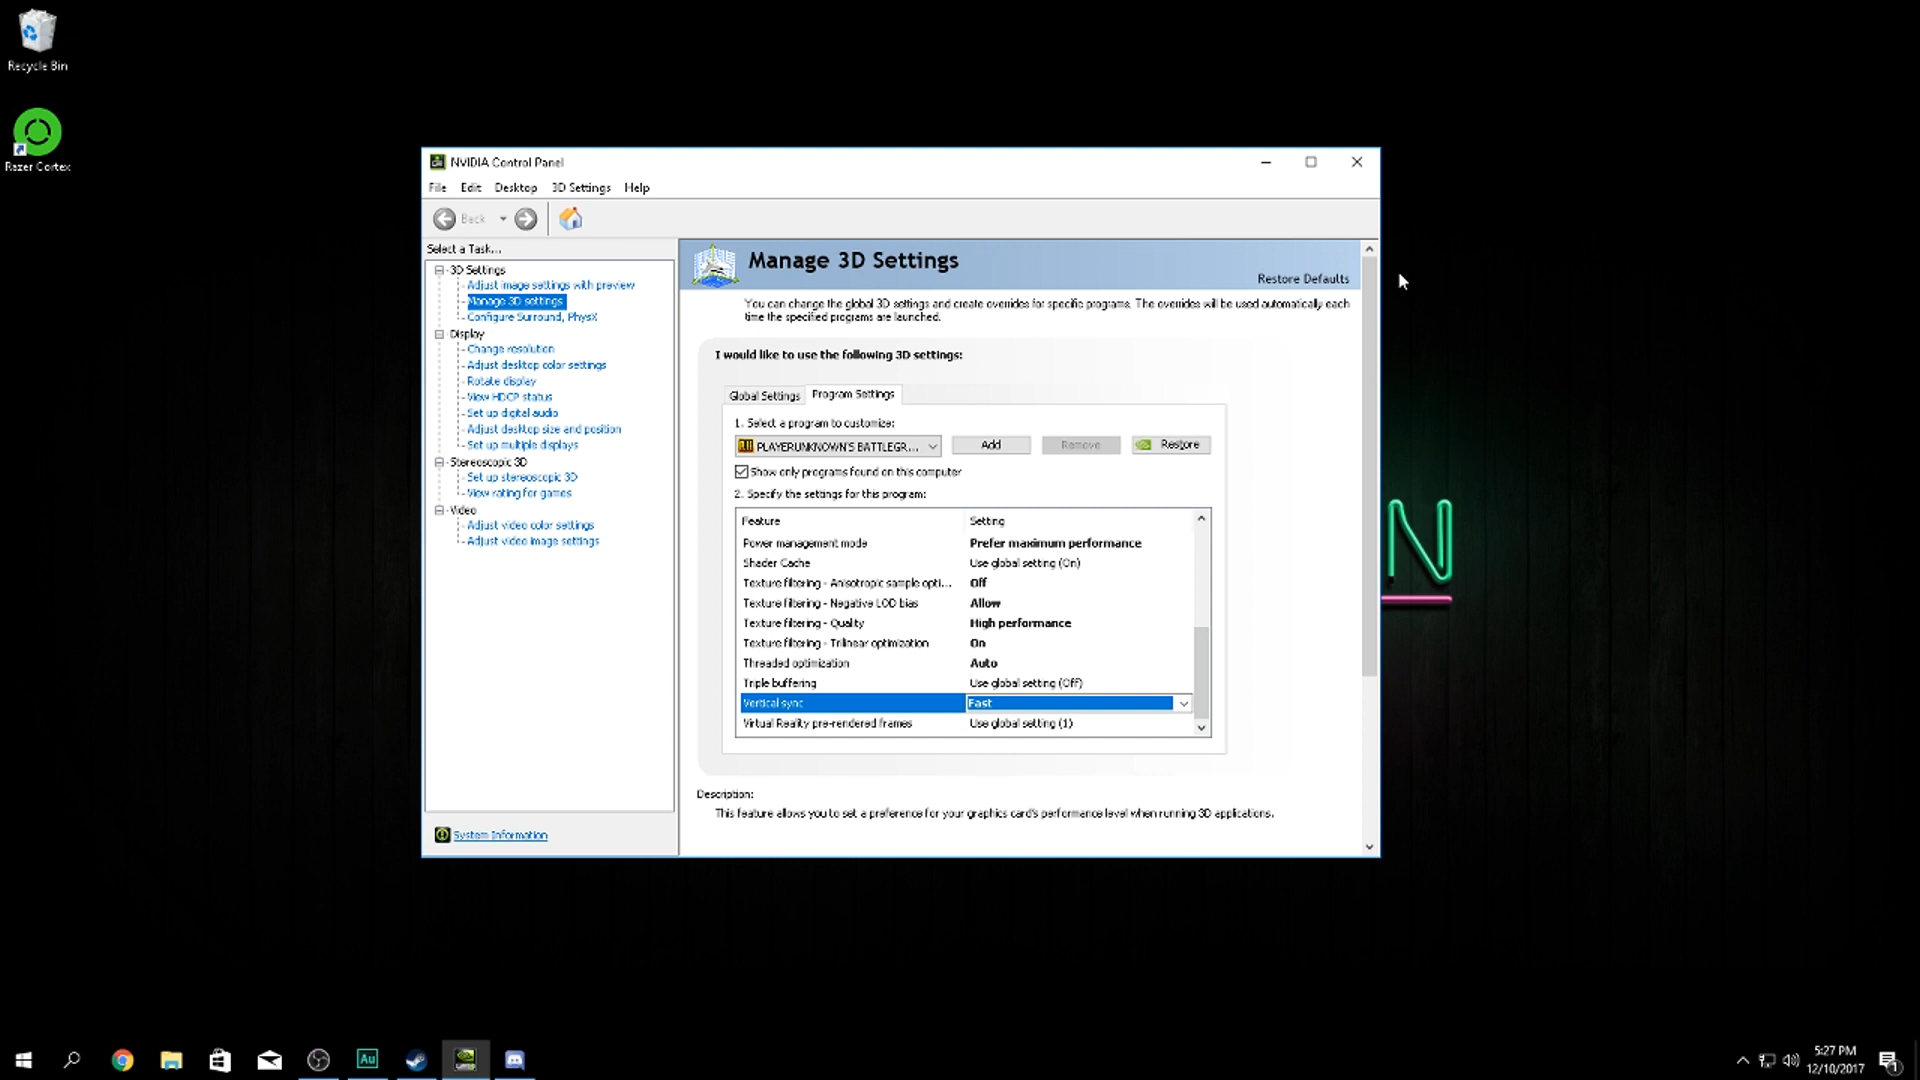 Recycle Bin
Razer Cortex
NVIDIA Control Panel
File Edit Desktop 3D Settings Help
Back
Select a Task...
3D Settings
Adjust image settings with preview
Manage 3D settings
Configure Surround, PhysX
Display
Change resolution
Adjust desktop color settings
Rotate display
View HDCP status
Set up digital audio
Adjust desktop size and position
Set up multiple displays
Stereoscopic 3D
Set up stereoscopic 3D
View rating for games
Video
Adjust video color settings
Adjust video image settings
System Information
Manage 3D Settings
Restore Defaults
You can change the global 3D settings and create overrides for specific programs. The overrides will be used automatically each
time the specified programs are launched.
I would like to use the following 3D settings:
Global Settings Program Settings
1. Select a program to customize:
PLAYERUNKNOWN'S BATTLEGR... Add Remove Restore
Show only programs found on this computer
2. Specify the settings for this program:
Feature Setting
Power management mode Prefer maximum performance
Shader Cache Use global setting (On)
Texture filtering - Anisotropic sample opti... Off
Texture filtering - Negative LOD bias Allow
Texture filtering - Quality High performance
Texture filtering - Trilinear optimization On
Threaded optimization Auto
Triple buffering Use global setting (Off)
Vertical sync Fast
Virtual Reality pre-rendered frames Use global setting (1)
Description:
This feature allows you to set a preference for your graphics card's performance level when running 3D applications.
N
Au
5:27 PM
12/10/2017
1